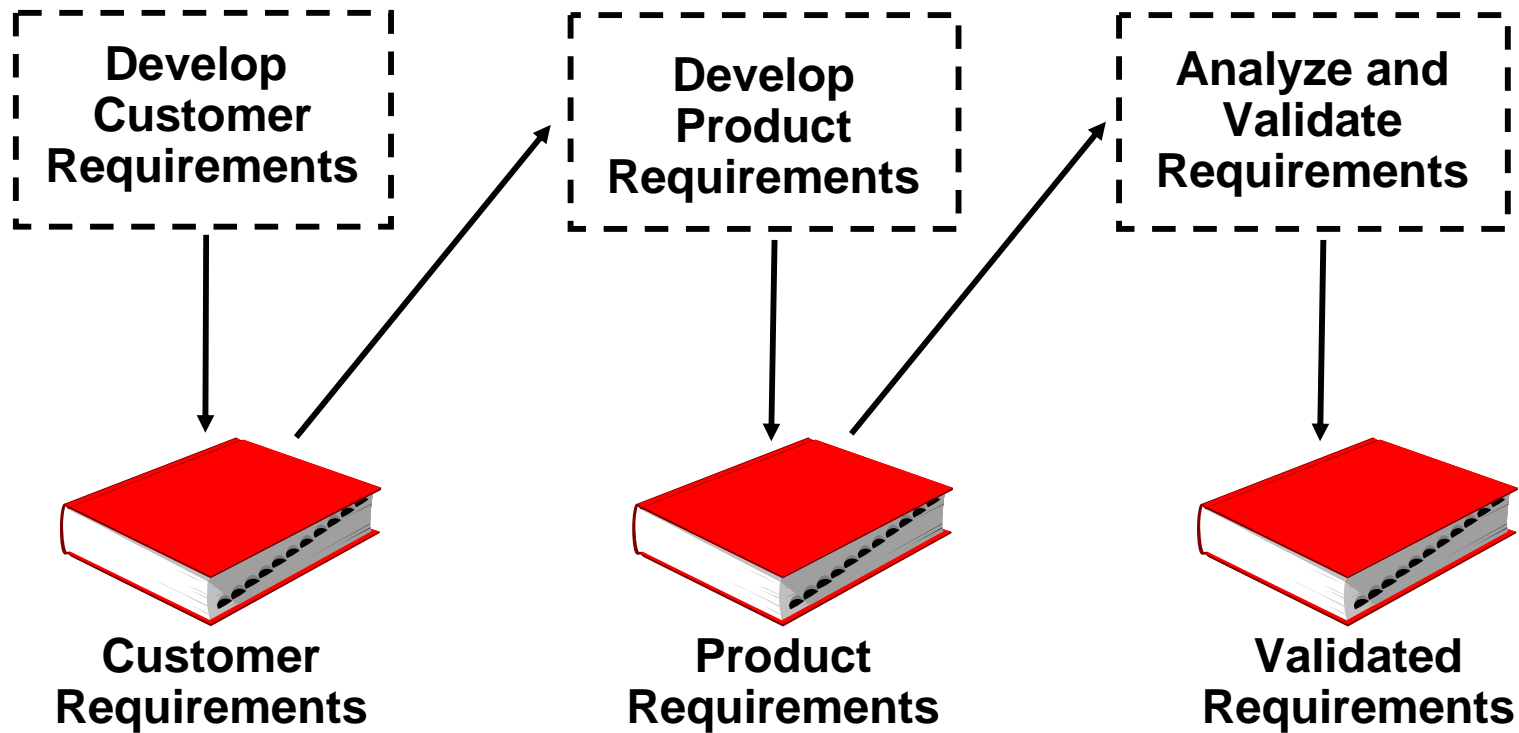 Develop
Customer
Requirements
Develop
Product
Requirements
Analyze and
Validate
Requirements
Customer
Requirements
Product
Requirements
Validated
Requirements